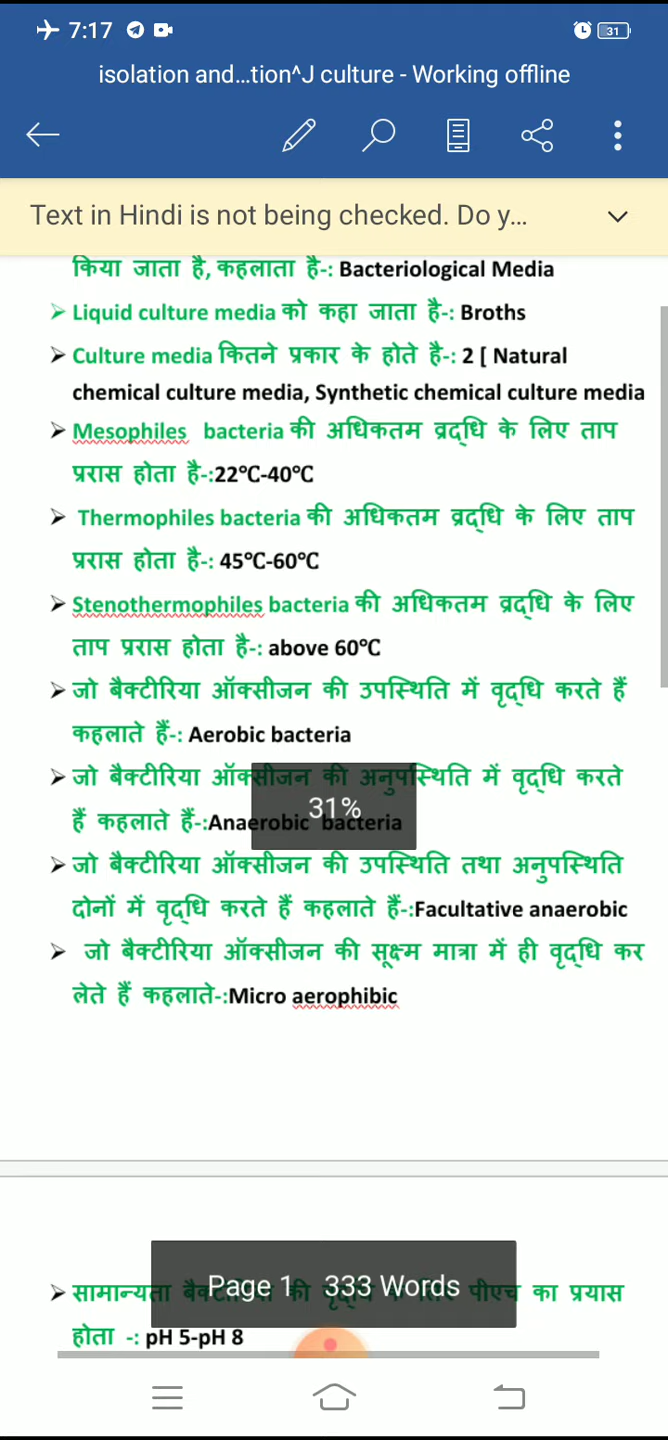 7:17
31
isolation and...tion^J culture - Working offline
Text in Hindi is not being checked. Do y...
किया जाता है, कहलाता है-: Bacteriological Media
➢ Liquid culture media को कहा जाता है-: Broths
➢ Culture media कितने प्रकार के होते है-: 2 [ Natural
chemical culture media, Synthetic chemical culture media
➢ Mesophiles bacteria की अधिकतम व्रद्धि के लिए ताप
प्ररास होता है-:22°C-40°C
➢ Thermophiles bacteria की अधिकतम व्रद्धि के लिए ताप
प्ररास होता है-: 45°C-60°C
➢ Stenothermophiles bacteria की अधिकतम व्रद्धि के लिए
ताप प्ररास होता है-: above 60°C
➢ जो बैक्टीरिया ऑक्सीजन की उपस्थिति में वृद्धि करते हैं
कहलाते हैं-: Aerobic bacteria
➢ जो बैक्टीरिया ऑक्सीजन की अनुपस्थिति में वृद्धि करते
31%
हैं कहलाते हैं-:Anaerobic bacteria
➢ जो बैक्टीरिया ऑक्सीजन की उपस्थिति तथा अनुपस्थिति
दोनों में वृद्धि करते हैं कहलाते हैं-:Facultative anaerobic
➢ जो बैक्टीरिया ऑक्सीजन की सूक्ष्म मात्रा में ही वृद्धि कर
लेते हैं कहलाते-:Micro aerophibic
Page 1 333 Words
➢ सामान्यता बैक्टीरिया की वृद्धि के लिए पीएच का प्रयास
होता -: pH 5-pH 8